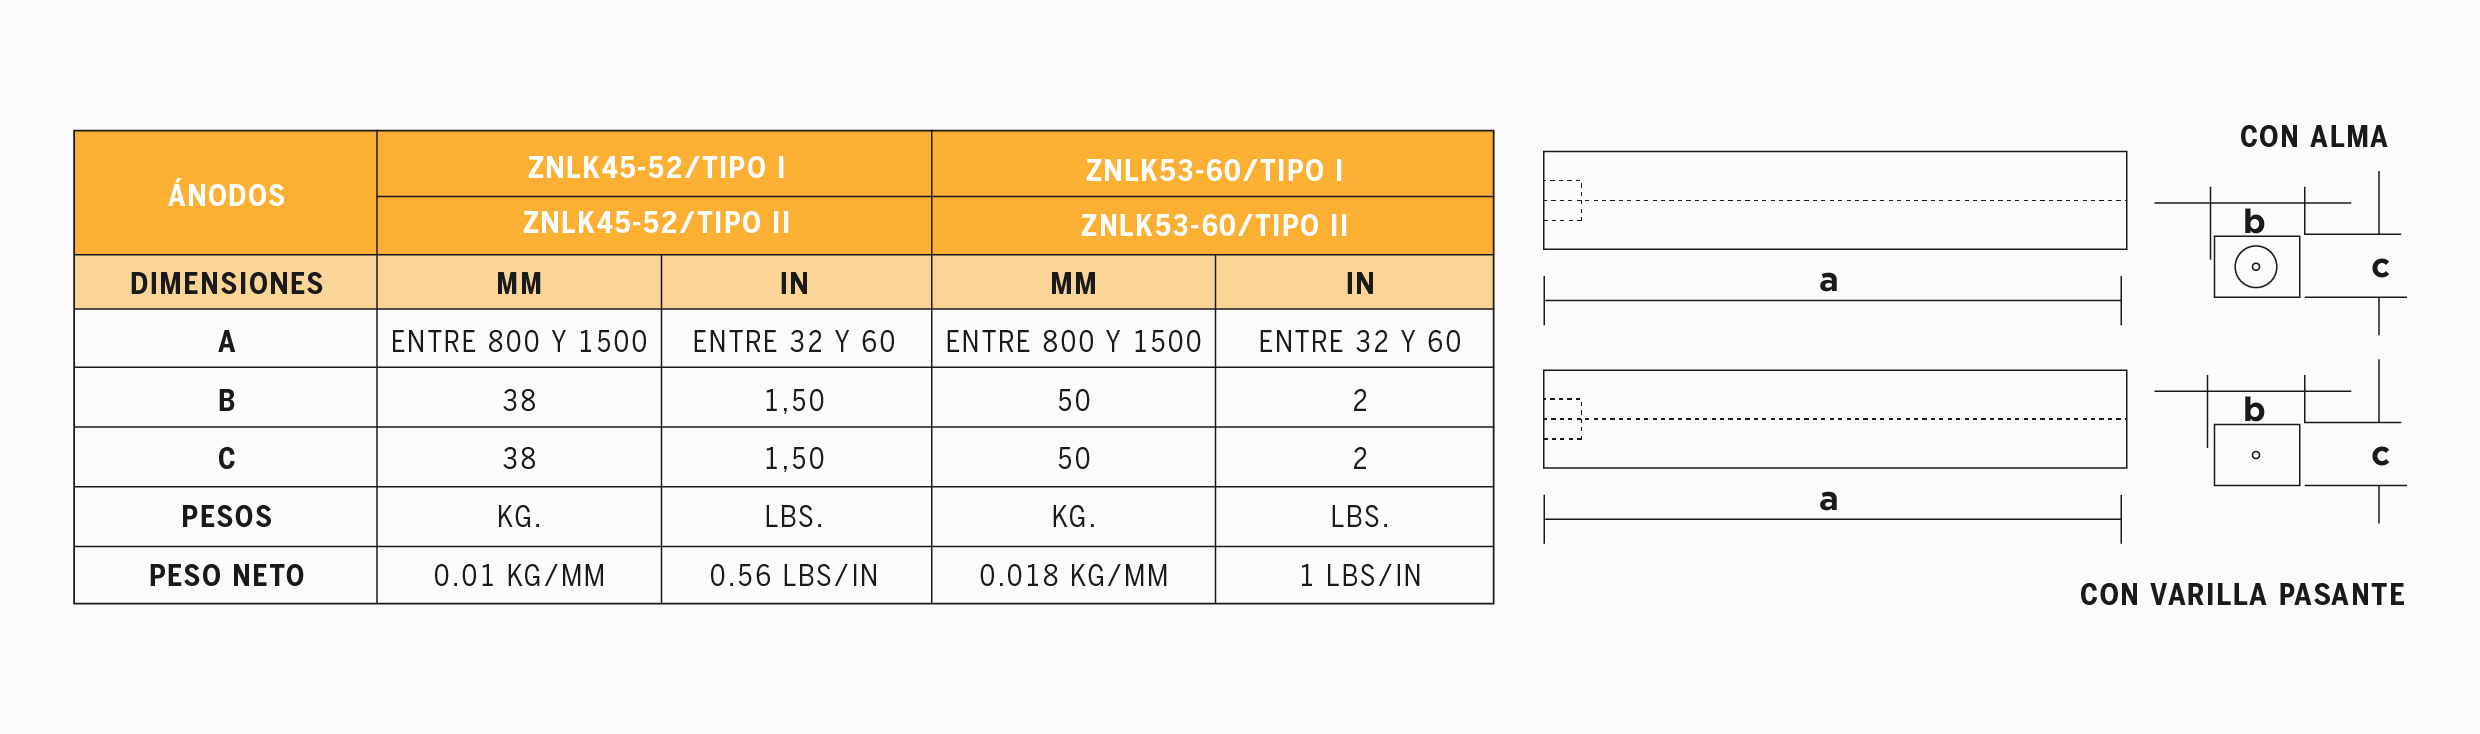 ÁNODOS
ZNLK45-52/TIPO I
ZNLK53-60/TIPO I
ZNLK45-52/TIPO II
ZNLK53-60/TIPO II
DIMENSIONES MM IN MM IN
A ENTRE 800 Y 1500 ENTRE 32 Y 60 ENTRE 800 Y 1500 ENTRE 32 Y 60
B 38 1,50 50 2
C 38 1,50 50 2
PESOS KG. LBS. KG. LBS.
PESO NETO 0.01 KG/MM 0.56 LBS/IN 0.018 KG/MM 1 LBS/IN
CON ALMA
b
c
a
b
c
a
CON VARILLA PASANTE